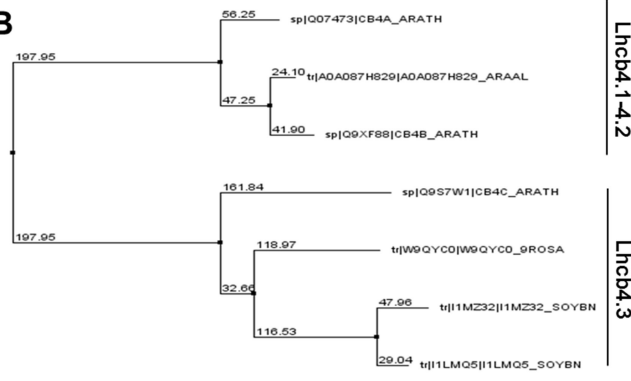 B
56.25
sp|Q07473|CB4A_ARATH
197.95
24.10
tr|A0A087H829|A0A087H829_ARAAL
47.25
41.90
sp|Q9XF88|CB4B_ARATH
Lhcb4.1-4.2
161.84
sp|Q9S7W1|CB4C_ARATH
197.95
118.97
tr|W9QYC0|W9QYC0_9ROSA
32.66
47.96
tr|I1MZ32|I1MZ32_SOYBN
116.53
29.04
tr|I1LMQ5|I1LMQ5_SOYBN
Lhcb4.3